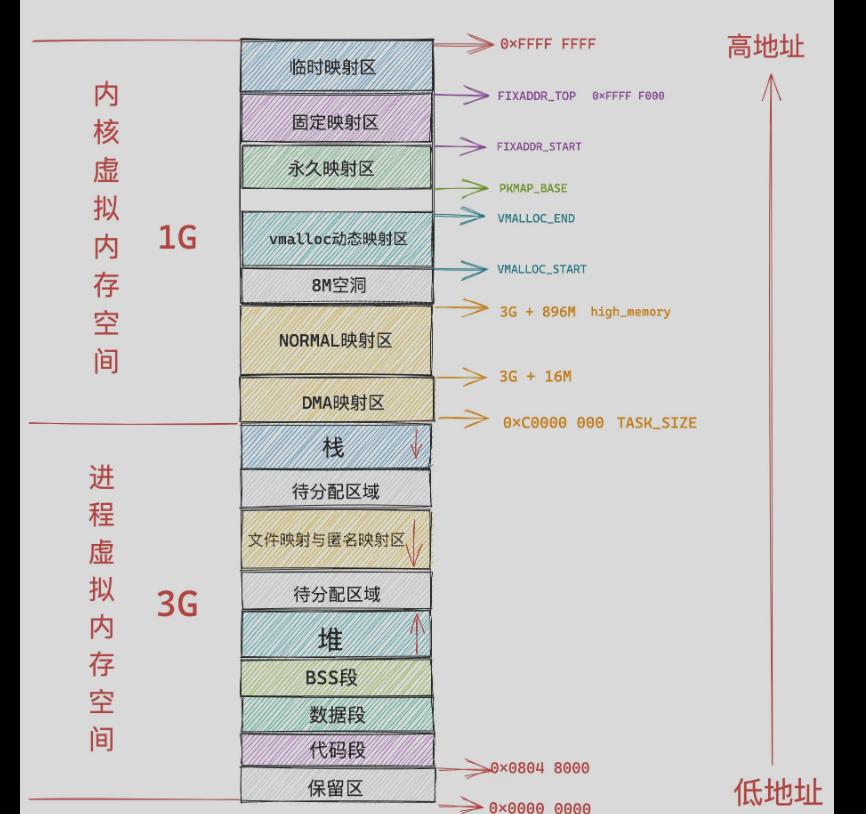 0×FFFF FFFF
高地址
临时映射区
FIXADDR_TOP 0×FFFF F000
固定映射区
FIXADDR_START
永久映射区
PKMAP_BASE
VMALLOC_END
内核虚拟内存空间
1G
vmalloc动态映射区
VMALLOC_START
8M空洞
3G + 896M high_memory
NORMAL映射区
3G + 16M
DMA映射区
0×C0000 000 TASK_SIZE
栈
待分配区域
文件映射与匿名映射区
进程虚拟内存空间
3G
待分配区域
堆
BSS段
数据段
代码段
0×0804 8000
保留区
低地址
0×0000 0000